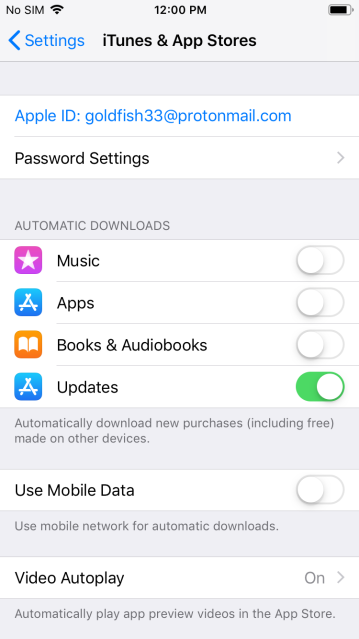 No SIM 12:00 PM
Settings iTunes & App Stores
Apple ID: goldfish33@protonmail.com
Password Settings
AUTOMATIC DOWNLOADS
Music
Apps
Books & Audiobooks
Updates
Automatically download new purchases (including free)
made on other devices.
Use Mobile Data
Use mobile network for automatic downloads.
Video Autoplay On
Automatically play app preview videos in the App Store.